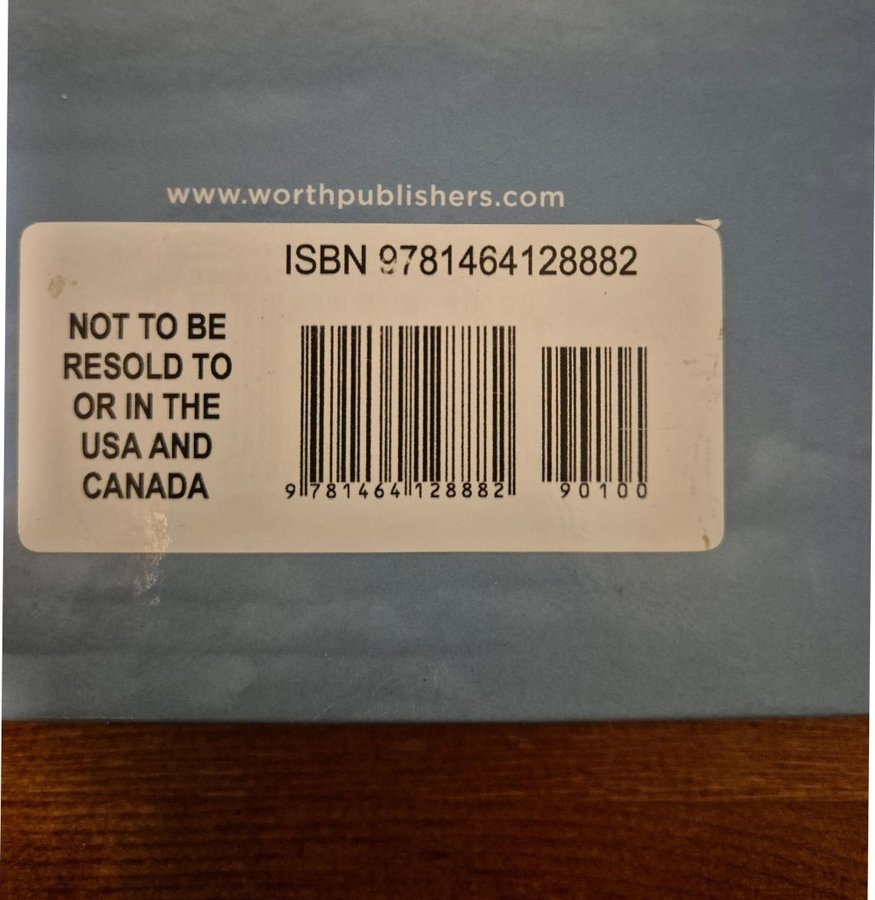 www.worthpublishers.com
ISBN 9781464128882
NOT TO BE
RESOLD TO
OR IN THE
USA AND
CANADA
9 781464 128882
90100